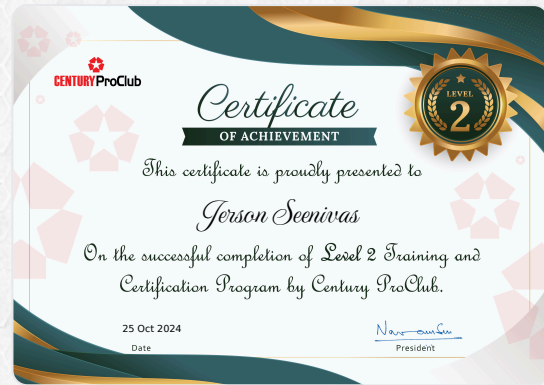 CENTURY ProClub
LEVEL
2
Certificate
OF ACHIEVEMENT
This certificate is proudly presented to
Jerson Seenivas
On the successful completion of Level 2 Training and
Certification Program by Century ProClub.
25 Oct 2024
Date
President